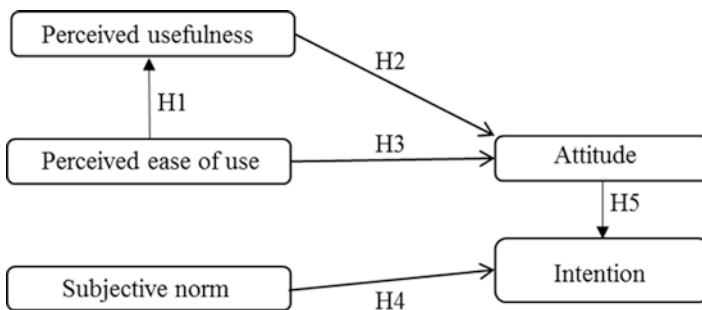 Perceived usefulness
H2
H1
Perceived ease of use
H3
Attitude
H5
Subjective norm
H4
Intention